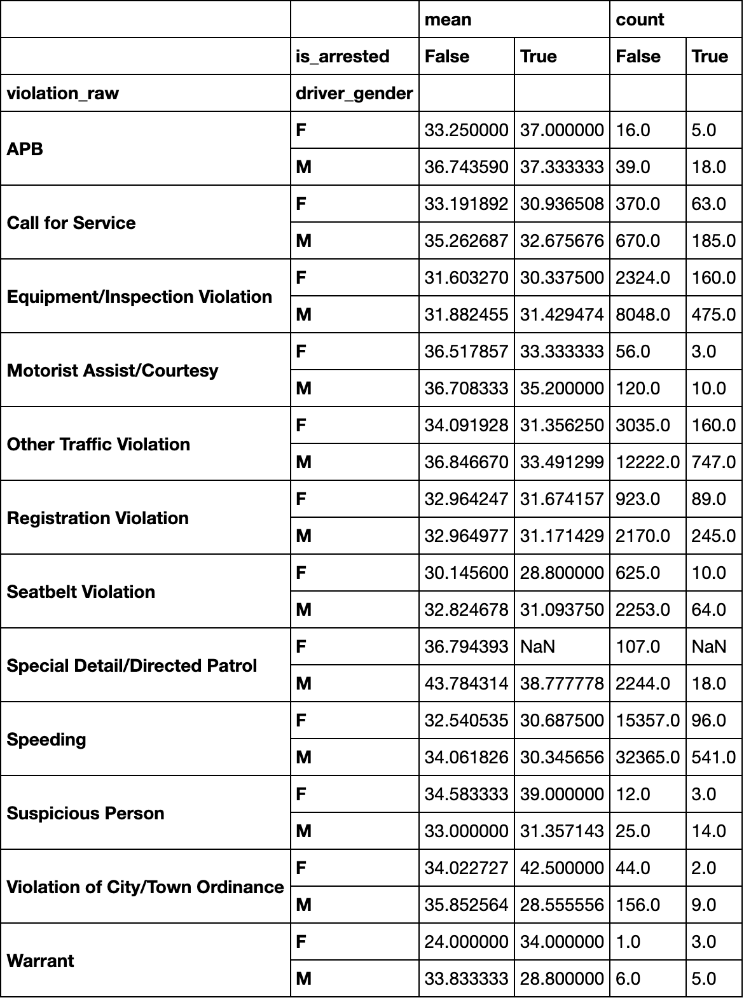 mean count
is_arrested False True False True
violation_raw driver_gender
APB F 33.250000 37.000000 16.0 5.0
M 36.743590 37.333333 39.0 18.0
Call for Service F 33.191892 30.936508 370.0 63.0
M 35.262687 32.675676 670.0 185.0
Equipment/Inspection Violation F 31.603270 30.337500 2324.0 160.0
M 31.882455 31.429474 8048.0 475.0
Motorist Assist/Courtesy F 36.517857 33.333333 56.0 3.0
M 36.708333 35.200000 120.0 10.0
Other Traffic Violation F 34.091928 31.356250 3035.0 160.0
M 36.846670 33.491299 12222.0 747.0
Registration Violation F 32.964247 31.674157 923.0 89.0
M 32.964977 31.171429 2170.0 245.0
Seatbelt Violation F 30.145600 28.800000 625.0 10.0
M 32.824678 31.093750 2253.0 64.0
Special Detail/Directed Patrol F 36.794393 NaN 107.0 NaN
M 43.784314 38.777778 2244.0 18.0
Speeding F 32.540535 30.687500 15357.0 96.0
M 34.061826 30.345656 32365.0 541.0
Suspicious Person F 34.583333 39.000000 12.0 3.0
M 33.000000 31.357143 25.0 14.0
Violation of City/Town Ordinance F 34.022727 42.500000 44.0 2.0
M 35.852564 28.555556 156.0 9.0
Warrant F 24.000000 34.000000 1.0 3.0
M 33.833333 28.800000 6.0 5.0